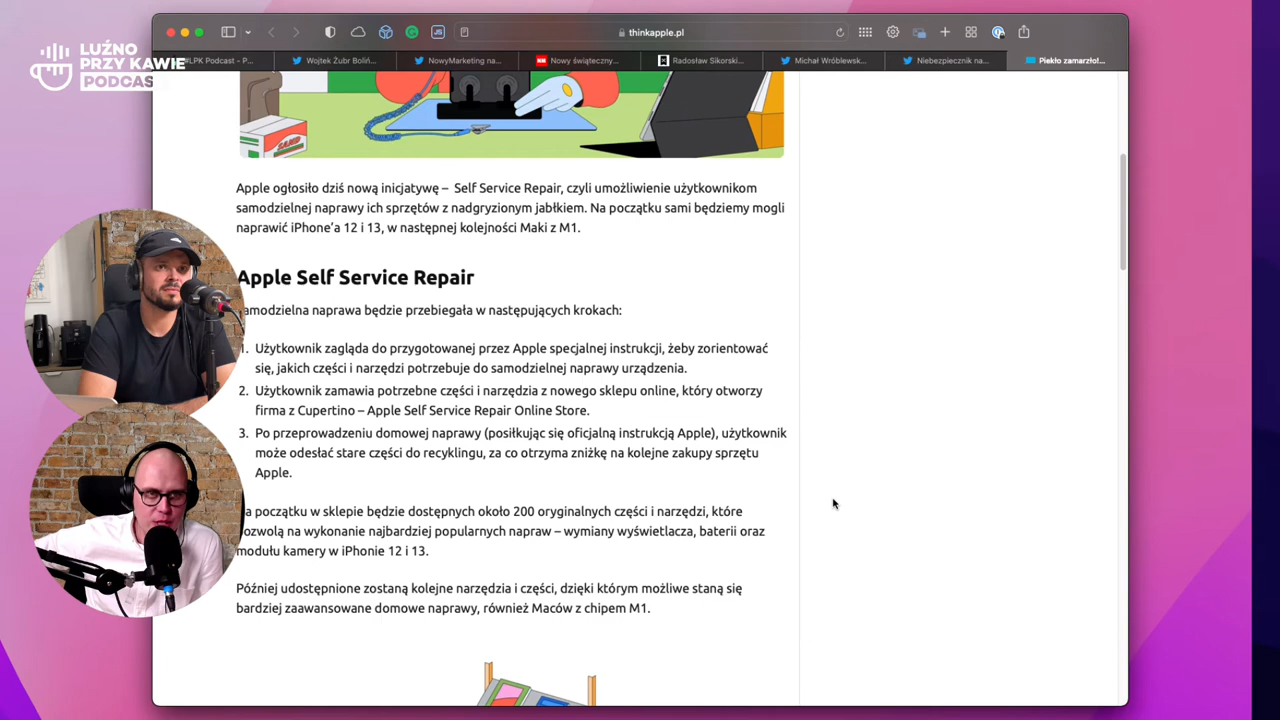 LUŹNO
PRZY KAWIE
PODCAS
thinkapple.pl
LPK Podcast - P...
Wojtek Żubr Boliń...
NowyMarketing na...
Nowy świąteczny...
Radosław Sikorski...
Michał Wróblewsk...
Niebezpiecznik na...
Piekło zamarzło!...
Apple ogłosiło dziś nową inicjatywę – Self Service Repair, czyli umożliwienie użytkownikom
samodzielnej naprawy ich sprzętów z nadgryzionym jabłkiem. Na początku sami będziemy mogli
naprawić iPhone'a 12 i 13, w następnej kolejności Maki z M1.
Apple Self Service Repair
amodzielna naprawa będzie przebiegała w następujących krokach:
1. Użytkownik zagląda do przygotowanej przez Apple specjalnej instrukcji, żeby zorientować
się, jakich części i narzędzi potrzebuje do samodzielnej naprawy urządzenia.
2. Użytkownik zamawia potrzebne części i narzędzia z nowego sklepu online, który otworzy
firma z Cupertino – Apple Self Service Repair Online Store.
3. Po przeprowadzeniu domowej naprawy (posiłkując się oficjalną instrukcją Apple), użytkownik
może odesłać stare części do recyklingu, za co otrzyma zniżkę na kolejne zakupy sprzętu
Apple.
a początku w sklepie będzie dostępnych około 200 oryginalnych części i narzędzi, które
ozwolą na wykonanie najbardziej popularnych napraw – wymiany wyświetlacza, baterii oraz
modułu kamery w iPhonie 12 i 13.
Później udostępnione zostaną kolejne narzędzia i części, dzięki którym możliwe staną się
bardziej zaawansowane domowe naprawy, również Maców z chipem M1.